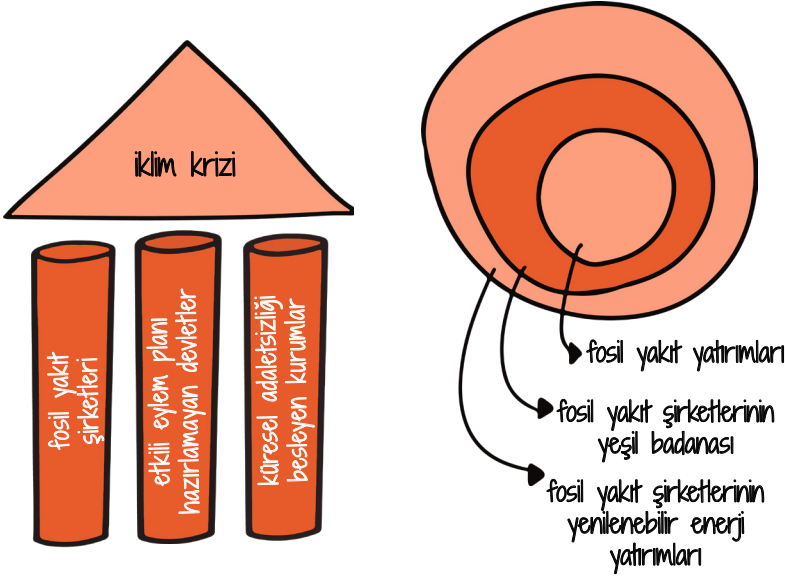 iklim krizi
fosil yakıt
şirketleri
etkili eylem planı
hazırlamayan devletler
küresel adaletsizliği
besleyen kurumlar
fosil yakıt yatırımları
fosil yakıt şirketlerinin
yeşil badanası
fosil yakıt şirketlerinin
yenilenebilir enerji
yatırımları